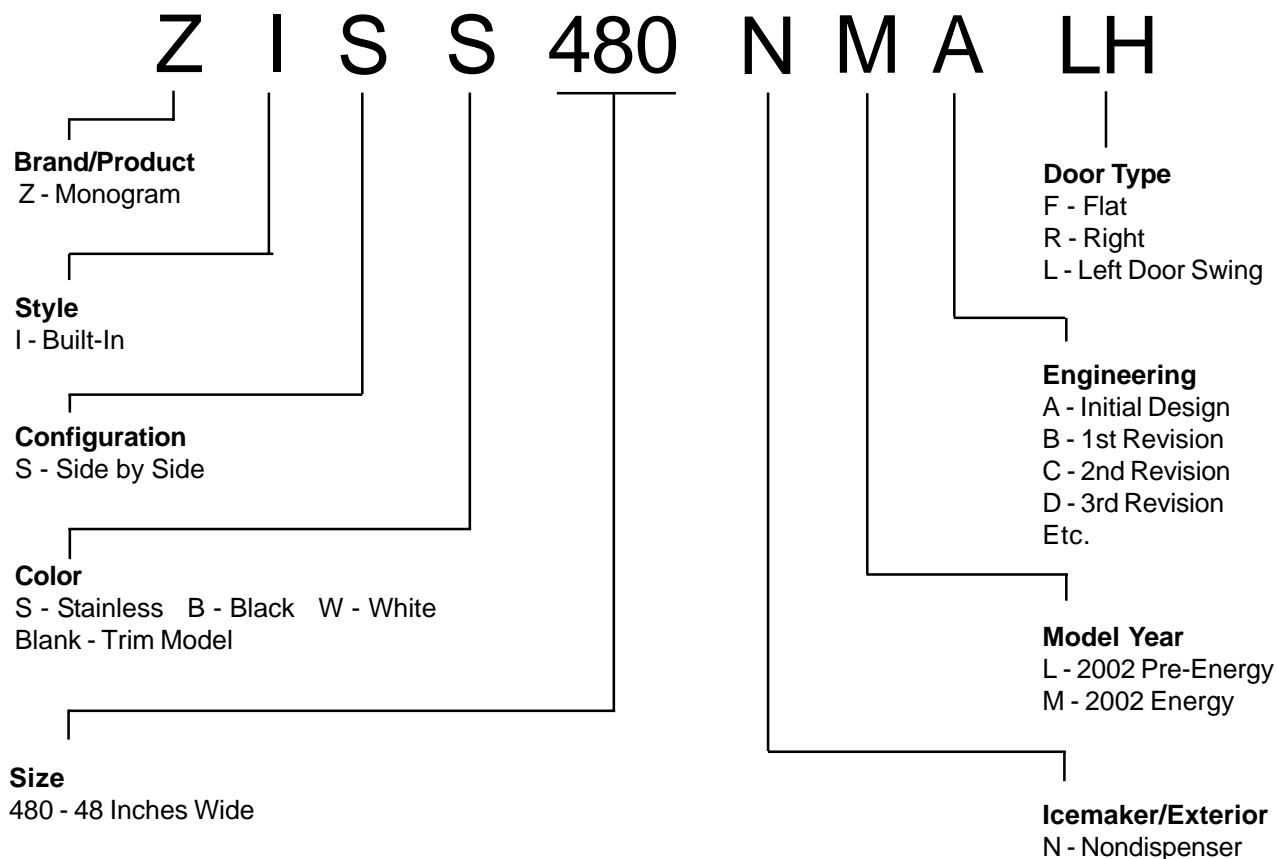 Z I S S 480 N M A LH
Brand/Product
Z - Monogram
Style
I - Built-In
Configuration
S - Side by Side
Color
S - Stainless B - Black W - White
Blank - Trim Model
Size
480 - 48 Inches Wide
Door Type
F - Flat
R - Right
L - Left Door Swing
Engineering
A - Initial Design
B - 1st Revision
C - 2nd Revision
D - 3rd Revision
Etc.
Model Year
L - 2002 Pre-Energy
M - 2002 Energy
Icemaker/Exterior
N - Nondispenser